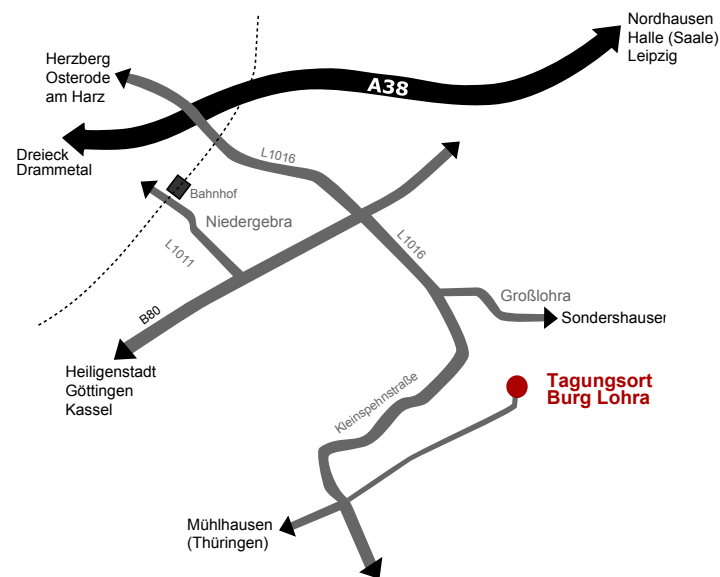 Nordhausen
Halle (Saale)
Leipzig
Herzberg
Osterode
am Harz
A38
Dreieck
Drammetal
L1016
Bahnhof
Niedergebra
L1011
L1016
B80
Großlohra
Sondershauser
Heiligenstadt
Göttingen
Kassel
Kleinspehnstraße
Tagungsort
Burg Lohra
Mühlhausen
(Thüringen)